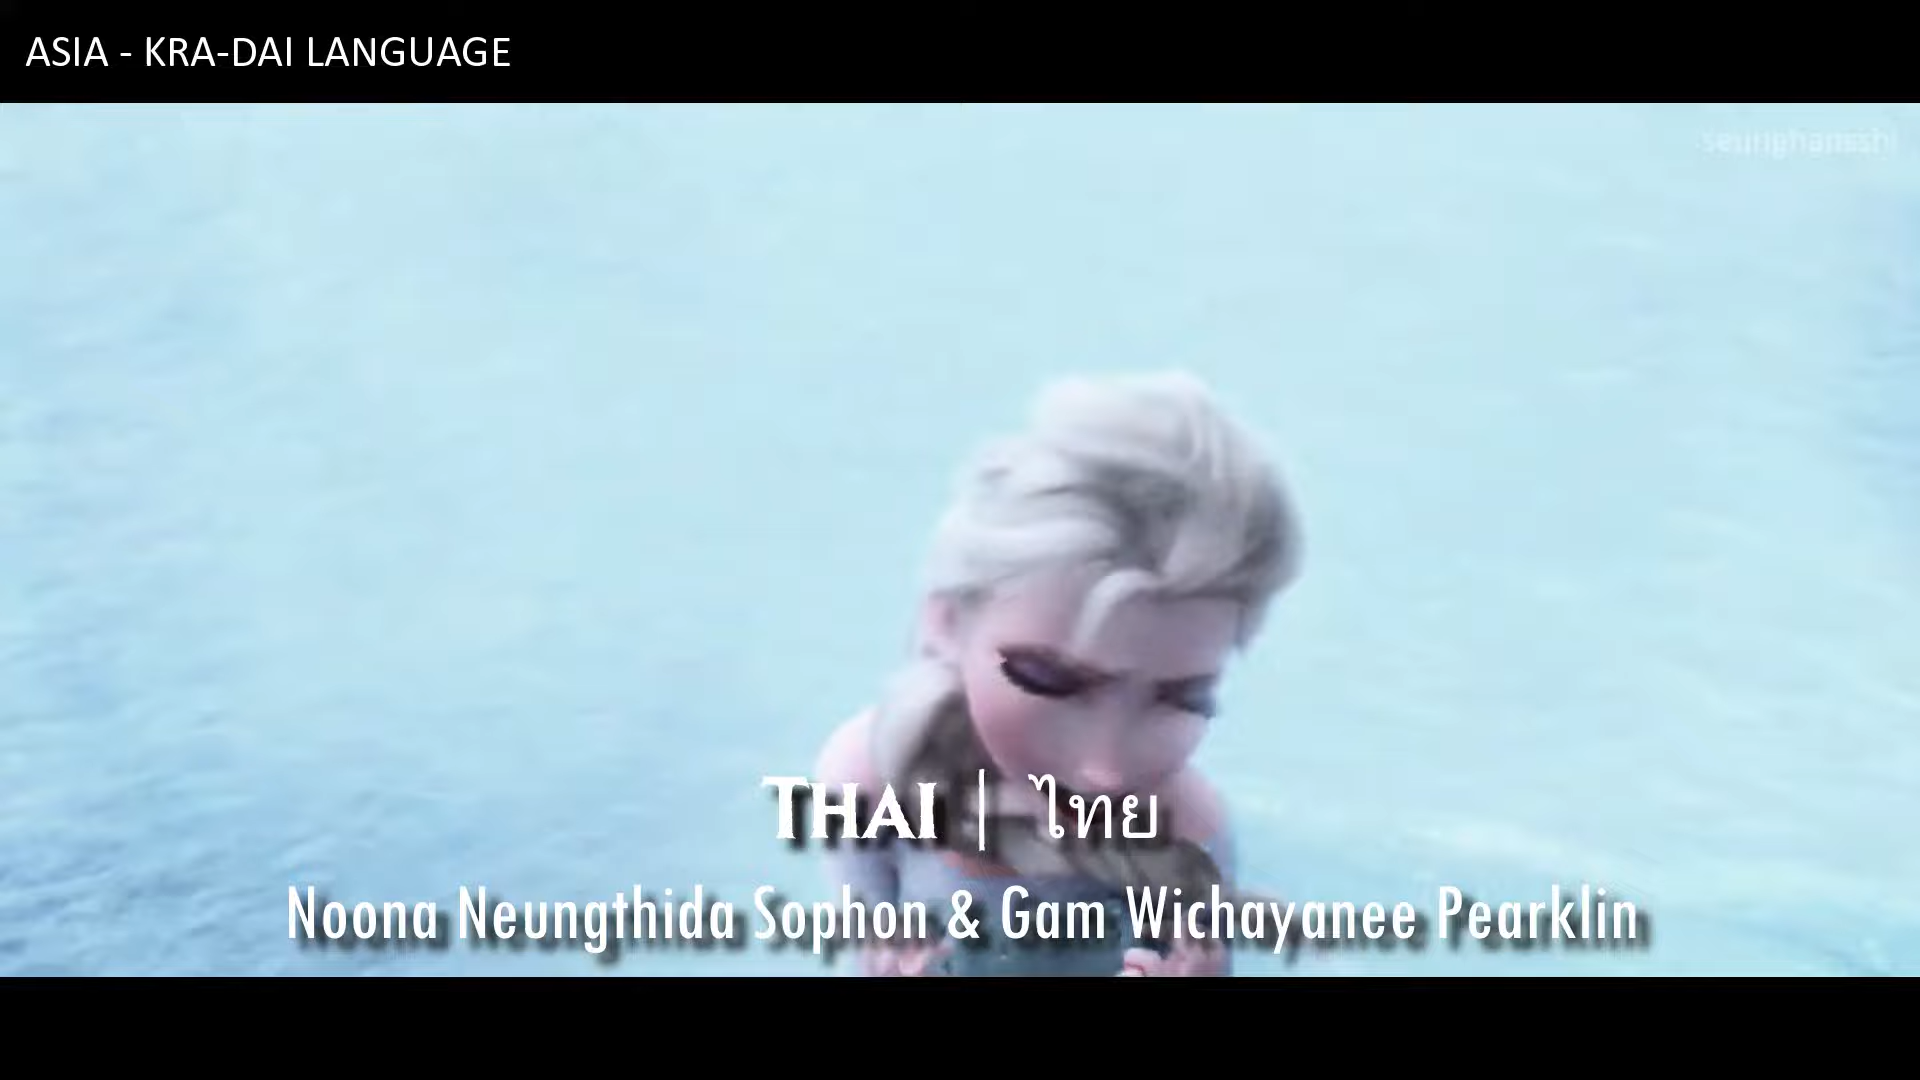 ASIA - KRA-DAI LANGUAGE
THAI | ไทย
Noona Neungthida Sophon & Gam Wichayanee Pearklin